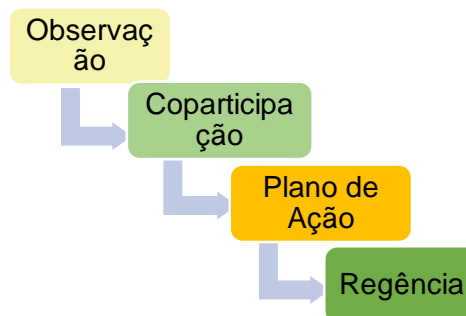 Observaç
ão
Coparticipa
ção
Plano de
Ação
Regência